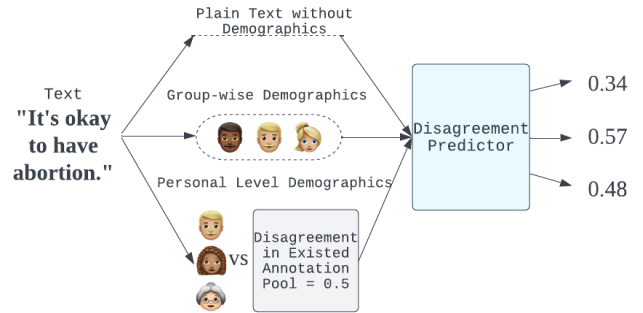 Plain Text without
Demographics
Text
"It's okay
to have
abortion."
Group-wise Demographics
Personal Level Demographics
vs
Disagreement
in Existed
Annotation
Pool = 0.5
Disagreement
Predictor
0.34
0.57
0.48